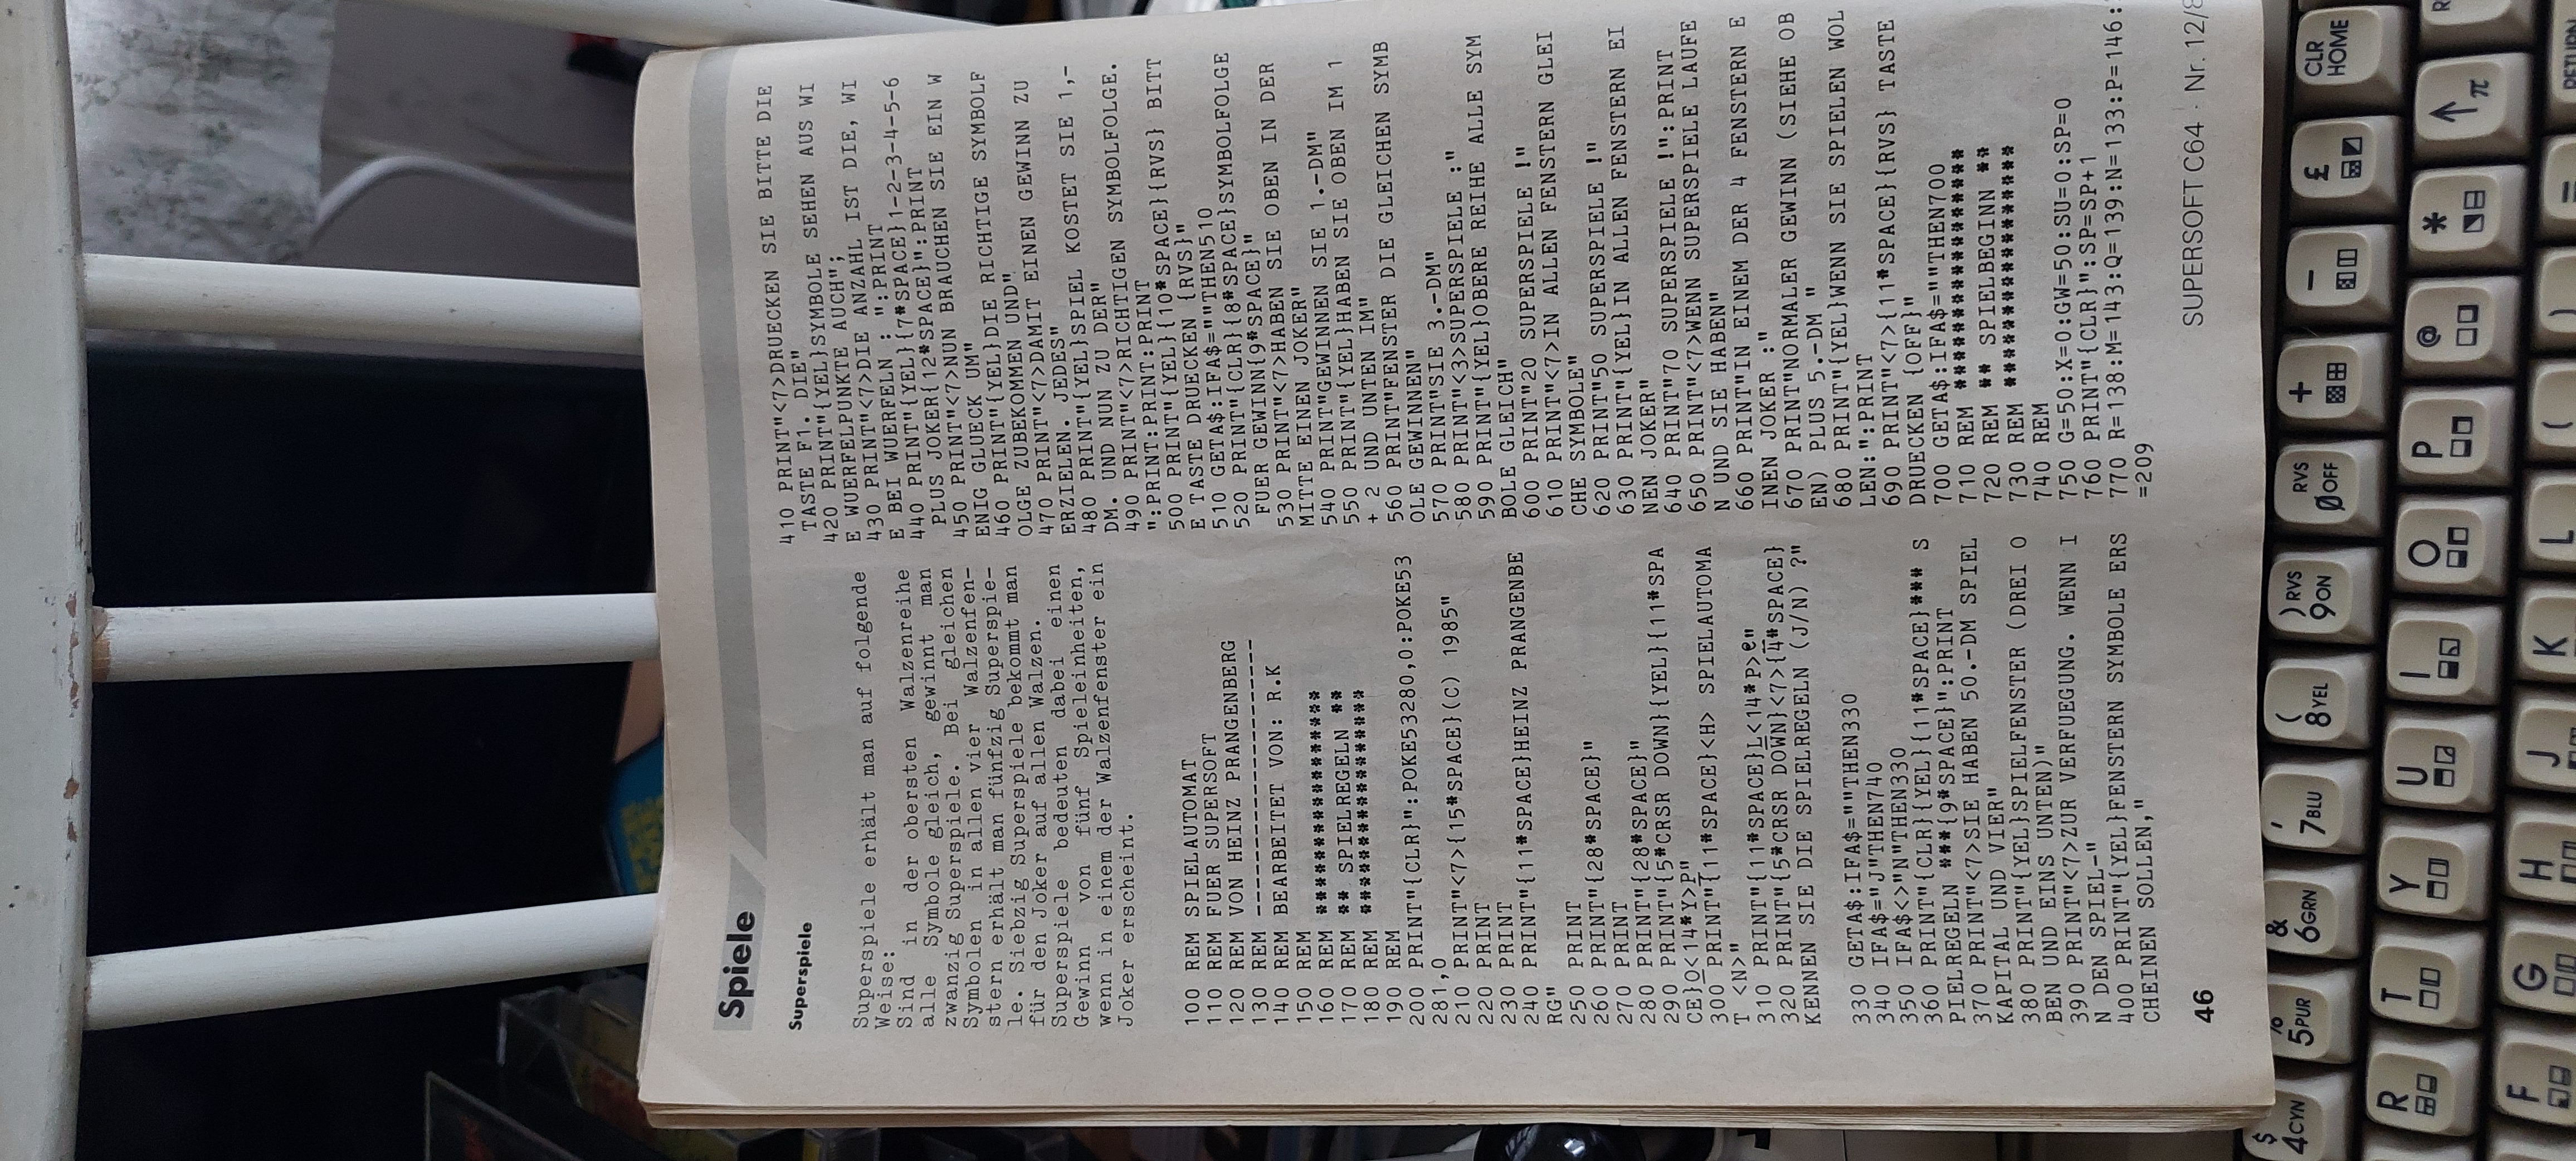 Spiele
Superspiele
Superspiele erhält man auf folgende
Weise:
Sind in der obersten Walzenreihe
alle Symbole gleich, gewinnt man
zwanzig Superspiele. Bei gleichen
Symbolen in allen vier Walzenfen-
stern erhält man fünfzig Superspie-
le. Siebzig Superspiele bekommt man
für den Joker auf allen Walzen.
Superspiele bedeuten dabei einen
Gewinn von fünf Spieleinheiten,
wenn in einem der Walzenfenster ein
Joker erscheint.
100 REM SPIELAUTOMAT
110 REM FUER SUPERSOFT
120 REM VON HEINZ PRANGENBERG
130 REM ---------------------
140 REM BEARBEITET VON: R.K
150 REM
160 REM *****************
170 REM ** SPIELREGELN **
180 REM *****************
190 REM
200 PRINT"{CLR}":POKE53280,0:POKE53
281,0
210 PRINT"<7>{15*SPACE}(C) 1985"
220 PRINT
230 PRINT
240 PRINT"{11*SPACE}HEINZ PRANGENBE
RG"
250 PRINT
260 PRINT"{28*SPACE}"
270 PRINT
280 PRINT"{28*SPACE}"
290 PRINT"{5*CRSR DOWN}{YEL}{11*SPA
CE}O<14*Y>P"
300 PRINT"{11*SPACE}<H> SPIELAUTOMA
T <N>"
310 PRINT"{11*SPACE}L<14*P>@"
320 PRINT"{5*CRSR DOWN}<7>{4*SPACE}
KENNEN SIE DIE SPIELREGELN (J/N) ?"
330 GETA$:IFA$=""THEN330
340 IFA$="J"THEN740
350 IFA$<>"N"THEN330
360 PRINT"{CLR}{YEL}{11*SPACE}*** S
PIELREGELN ***{9*SPACE}":PRINT
370 PRINT"<7>SIE HABEN 50.-DM SPIEL
KAPITAL UND VIER"
380 PRINT"{YEL}SPIELFENSTER (DREI O
BEN UND EINS UNTEN)"
390 PRINT"<7>ZUR VERFUEGUNG. WENN I
N DEN SPIEL-"
400 PRINT"{YEL}FENSTERN SYMBOLE ERS
CHEINEN SOLLEN,"
46
410 PRINT"<7>DRUECKEN SIE BITTE DIE
TASTE F1. DIE"
420 PRINT"{YEL}SYMBOLE SEHEN AUS WI
E WUERFELPUNKTE AUCH";
430 PRINT"<7>DIE ANZAHL IST DIE, WI
E BEI WUERFELN : ":PRINT
440 PRINT"{YEL}{7*SPACE}1-2-3-4-5-6
PLUS JOKER{12*SPACE}":PRINT
450 PRINT"<7>NUN BRAUCHEN SIE EIN W
ENIG GLUECK UM"
460 PRINT"{YEL}DIE RICHTIGE SYMBOLF
OLGE ZUBEKOMMEN UND"
470 PRINT"<7>DAMIT EINEN GEWINN ZU
ERZIELEN. JEDES"
480 PRINT"{YEL}SPIEL KOSTET SIE 1,-
DM. UND NUN ZU DER"
490 PRINT"<7>RICHTIGEN SYMBOLFOLGE.
":PRINT:PRINT:PRINT
500 PRINT"{YEL}{10*SPACE}{RVS} BITT
E TASTE DRUECKEN {RVS}"
510 GETA$:IFA$=""THEN510
520 PRINT"{CLR}{8*SPACE}SYMBOLFOLGE
FUER GEWINN{9*SPACE}"
530 PRINT"<7>HABEN SIE OBEN IN DER
MITTE EINEN JOKER"
540 PRINT"GEWINNEN SIE 1.-DM"
550 PRINT"{YEL}HABEN SIE OBEN IM 1
+ 2 UND UNTEN IM"
560 PRINT"FENSTER DIE GLEICHEN SYMB
OLE GEWINNEN"
570 PRINT"SIE 3.-DM"
580 PRINT"<3>SUPERSPIELE :"
590 PRINT"{YEL}OBERE REIHE ALLE SYM
BOLE GLEICH"
600 PRINT"20 SUPERSPIELE !"
610 PRINT"<7>IN ALLEN FENSTERN GLEI
CHE SYMBOLE"
620 PRINT"50 SUPERSPIELE !"
630 PRINT"{YEL}IN ALLEN FENSTERN EI
NEN JOKER"
640 PRINT"70 SUPERSPIELE !":PRINT
650 PRINT"<7>WENN SUPERSPIELE LAUFE
N UND SIE HABEN"
660 PRINT"IN EINEM DER 4 FENSTERN E
INEN JOKER :"
670 PRINT"NORMALER GEWINN (SIEHE OB
EN) PLUS 5.-DM "
680 PRINT"{YEL}WENN SIE SPIELEN WOL
LEN:":PRINT
690 PRINT"<7>{11*SPACE}{RVS} TASTE
DRUECKEN {OFF}"
700 GETA$:IFA$=""THEN700
710 REM ******************
720 REM ** SPIELBEGINN **
730 REM ******************
740 REM
750 G=50:X=0:GW=50:SU=0:SP=0
760 PRINT"{CLR}":SP=SP+1
770 R=138:M=143:Q=139:N=133:P=146:
=209
SUPERSOFT C64 · Nr. 12/8
$ 4 CYN
% 5 PUR
& 6 GRN
' 7 BLU
( 8 YEL
) 9 RVS ON
0 RVS OFF
+
-
£
CLR HOME
R
T
Y
U
I
O
P
@
*
↑ π
F
G
H
J
K
L